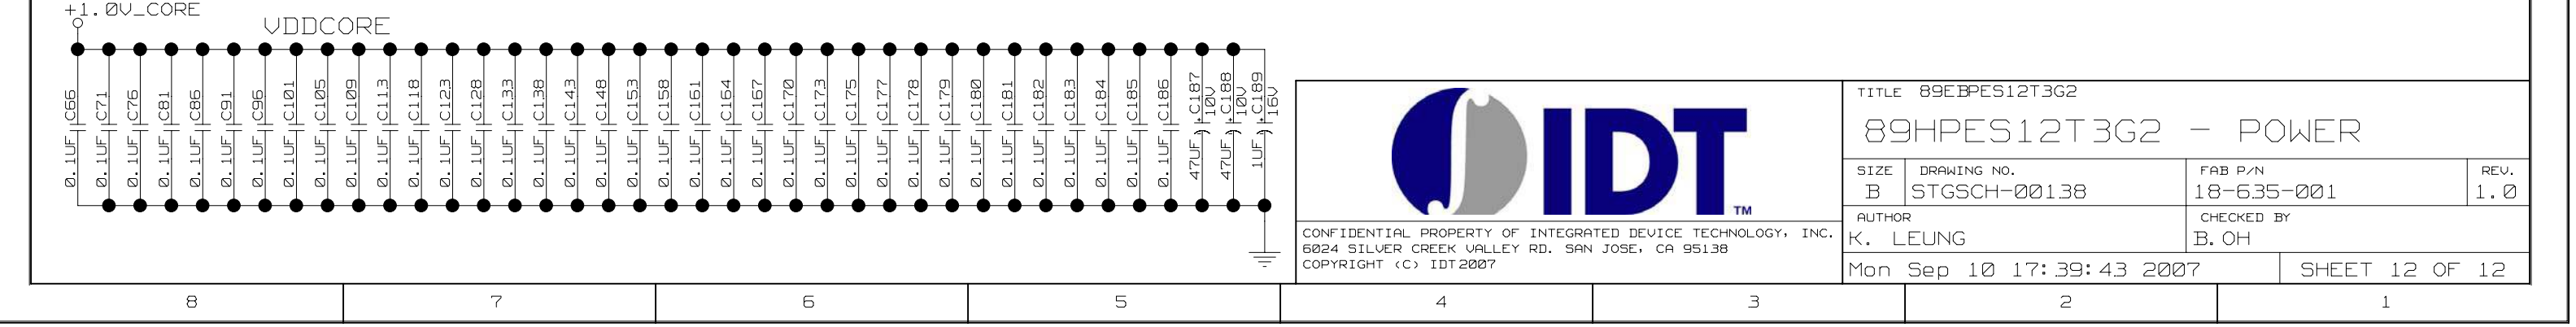 +1.0V_CORE
VDDCORE
0.1UF C66
0.1UF C71
0.1UF C76
0.1UF C81
0.1UF C86
0.1UF C91
0.1UF C96
0.1UF C101
0.1UF C105
0.1UF C109
0.1UF C113
0.1UF C118
0.1UF C123
0.1UF C128
0.1UF C133
0.1UF C138
0.1UF C143
0.1UF C148
0.1UF C153
0.1UF C158
0.1UF C161
0.1UF C164
0.1UF C167
0.1UF C170
0.1UF C173
0.1UF C175
0.1UF C177
0.1UF C178
0.1UF C179
0.1UF C180
0.1UF C181
0.1UF C182
0.1UF C183
0.1UF C184
0.1UF C185
0.1UF C186
47UF + C187
10V
47UF + C188
10V
1UF + C189
16V
IDT TM
CONFIDENTIAL PROPERTY OF INTEGRATED DEVICE TECHNOLOGY, INC.
6024 SILVER CREEK VALLEY RD. SAN JOSE, CA 95138
COPYRIGHT (C) IDT2007
TITLE 89EBPES12T3G2
89HPES12T3G2 - POWER
SIZE DRAWING NO. FAB P/N REV.
B STGSCH-00138 18-635-001 1.0
AUTHOR CHECKED BY
K. LEUNG B.OH
Mon Sep 10 17:39:43 2007 SHEET 12 OF 12
8 7 6 5 4 3 2 1